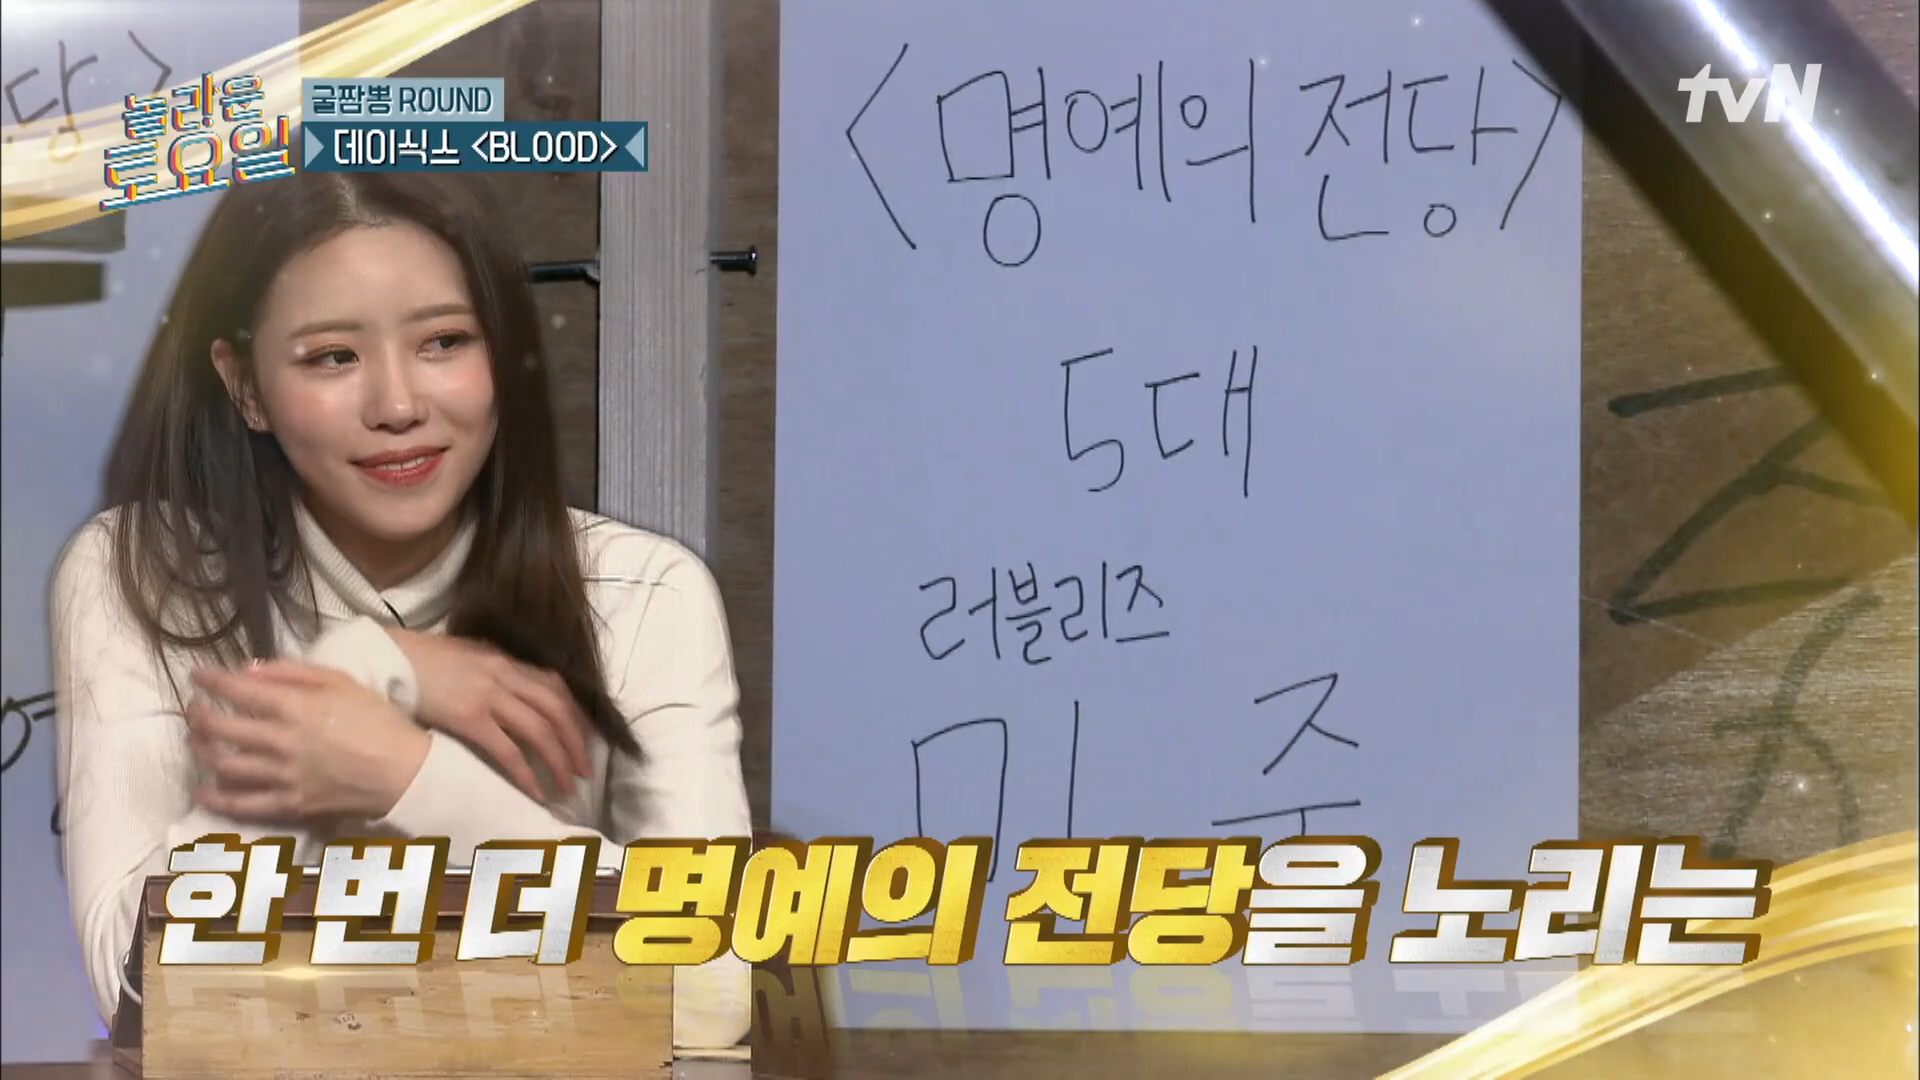 놀라운
토요일
굴짬뽕 ROUND
데이식스 <BLOOD>
tvN
당>
<명예의 전당>
5대
러블리즈
미주
한 번 더 명예의 전당을 노리는